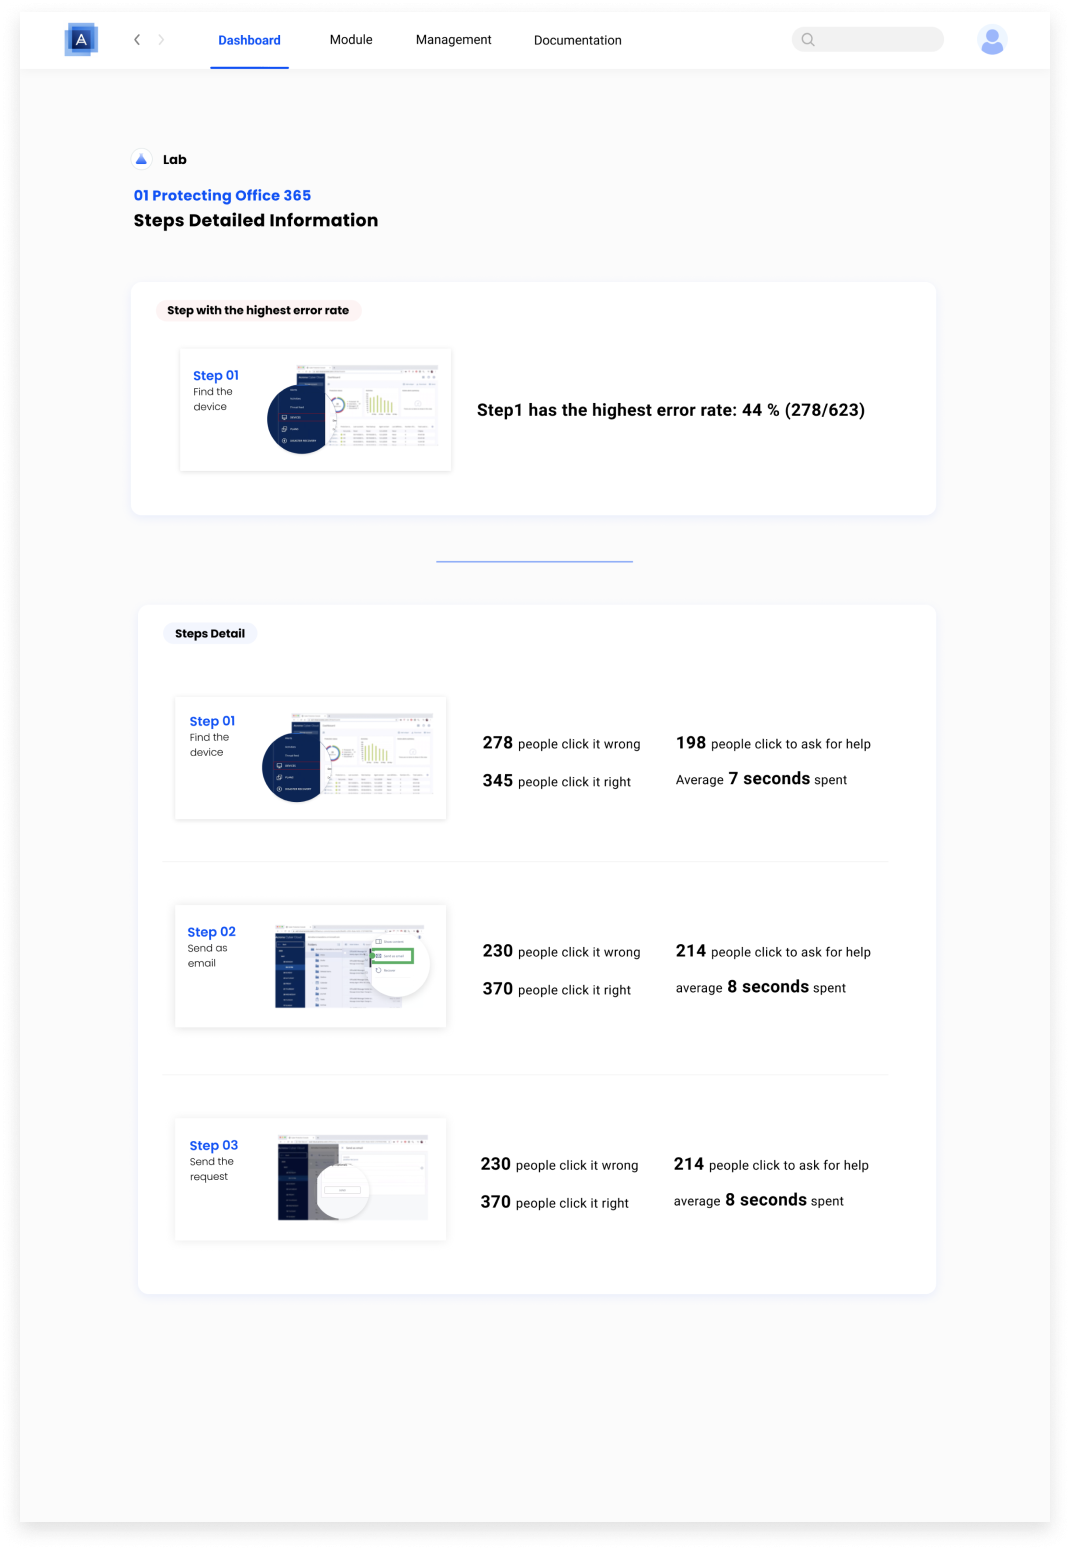 Dashboard
Module
Management
Documentation
Lab
01 Protecting Office 365
Steps Detailed Information
Step with the highest error rate
Step 01
Find the
device
Step1 has the highest error rate: 44 % (278/623)
Steps Detail
Step 01
Find the
device
278 people click it wrong
198 people click to ask for help
345 people click it right
Average 7 seconds spent
Step 02
Send as
email
230 people click it wrong
214 people click to ask for help
370 people click it right
average 8 seconds spent
Step 03
Send the
request
230 people click it wrong
214 people click to ask for help
370 people click it right
average 8 seconds spent